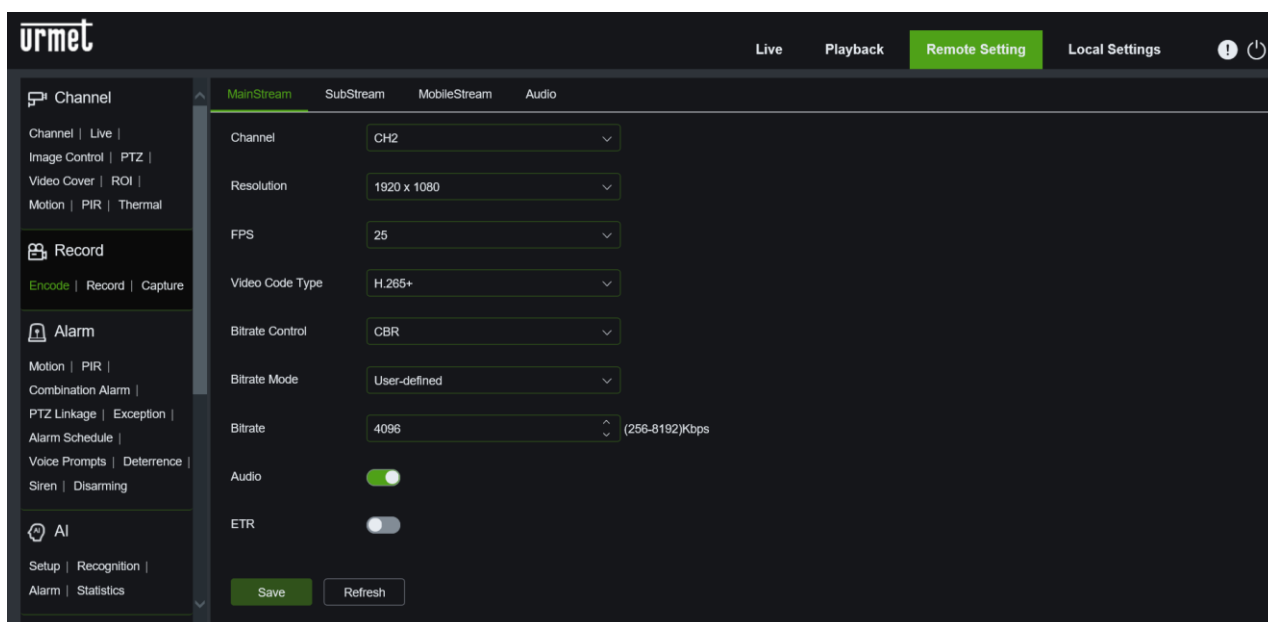 urmet
Live Playback Remote Setting Local Settings
Channel
Channel | Live |
Image Control | PTZ |
Video Cover | ROI |
Motion | PIR | Thermal
Record
Encode | Record | Capture
Alarm
Motion | PIR |
Combination Alarm |
PTZ Linkage | Exception |
Alarm Schedule |
Voice Prompts | Deterrence |
Siren | Disarming
AI
Setup | Recognition |
Alarm | Statistics
MainStream SubStream MobileStream Audio
Channel CH2
Resolution 1920 x 1080
FPS 25
Video Code Type H.265+
Bitrate Control CBR
Bitrate Mode User-defined
Bitrate 4096 (256-8192)Kbps
Audio
ETR
Save Refresh